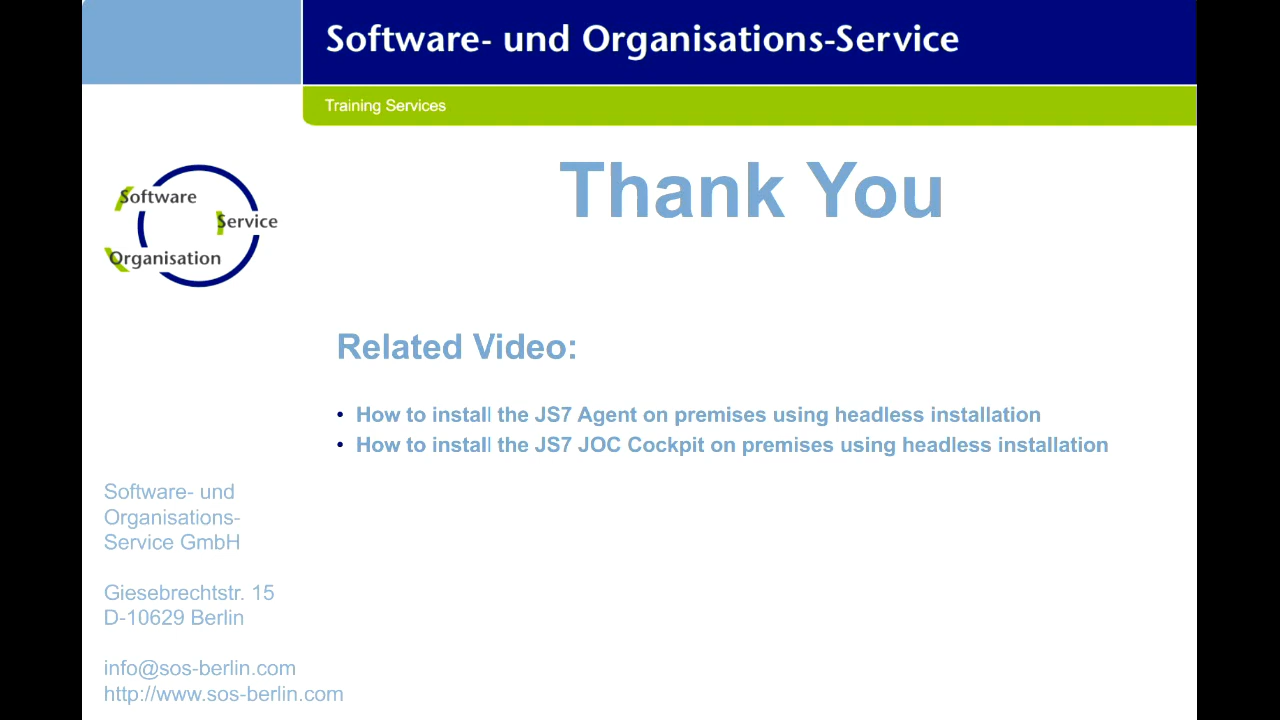 Software- und Organisations-Service
Training Services
Software
Service
Organisation
Thank You
Related Video:
• How to install the JS7 Agent on premises using headless installation
• How to install the JS7 JOC Cockpit on premises using headless installation
Software- und
Organisations-
Service GmbH
Giesebrechtstr. 15
D-10629 Berlin
info@sos-berlin.com
http://www.sos-berlin.com